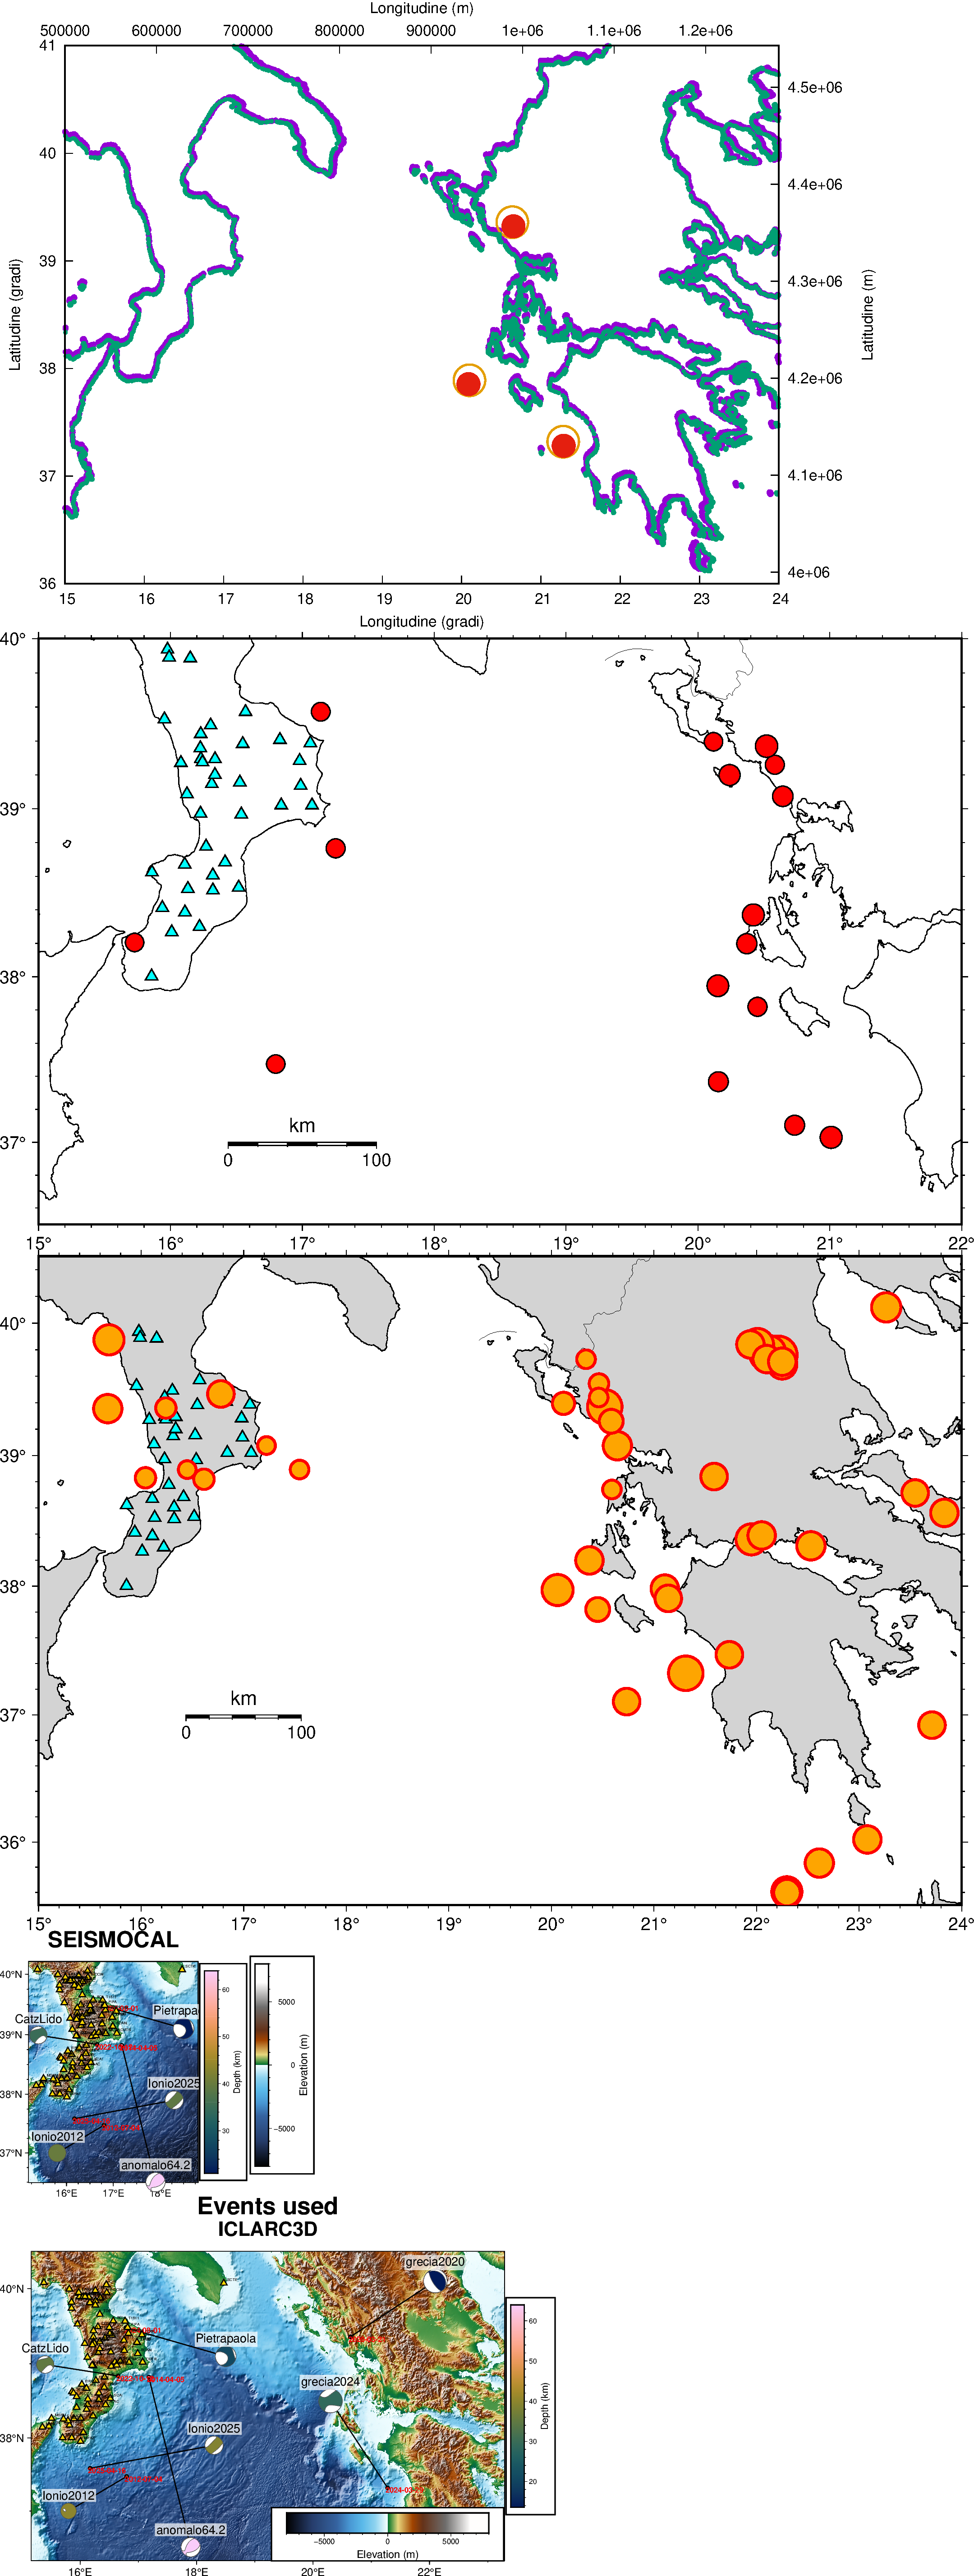 Longitudine (m)
500000 600000 700000 800000 900000 1e+06 1.1e+06 1.2e+06
41
4.5e+06
40
4.4e+06
39
4.3e+06
Latitudine (gradi)
Latitudine (m)
38
4.2e+06
37
4.1e+06
36
4e+06
15 16 17 18 19 20 21 22 23 24
Longitudine (gradi)
40°
39°
38°
37°
km
0 100
15° 16° 17° 18° 19° 20° 21° 22°
40°
39°
38°
37°
km
0 100
36°
15° 16° 17° 18° 19° 20° 21° 22° 23° 24°
SEISMOCAL
40°N
39°N
38°N
37°N
CatzLido
Pietrapa
Ionio2025
Ionio2012
anomalo64.2
16°E 17°E 18°E
60
50
40
30
Depth (km)
5000
0
−5000
Elevation (m)
Events used
ICLARC3D
40°N
38°N
grecia2020
CatzLido
Pietrapaola
grecia2024
Ionio2025
Ionio2012
anomalo64.2
60
50
40
30
20
Depth (km)
−5000 0 5000
Elevation (m)
16°E 18°E 20°E 22°E